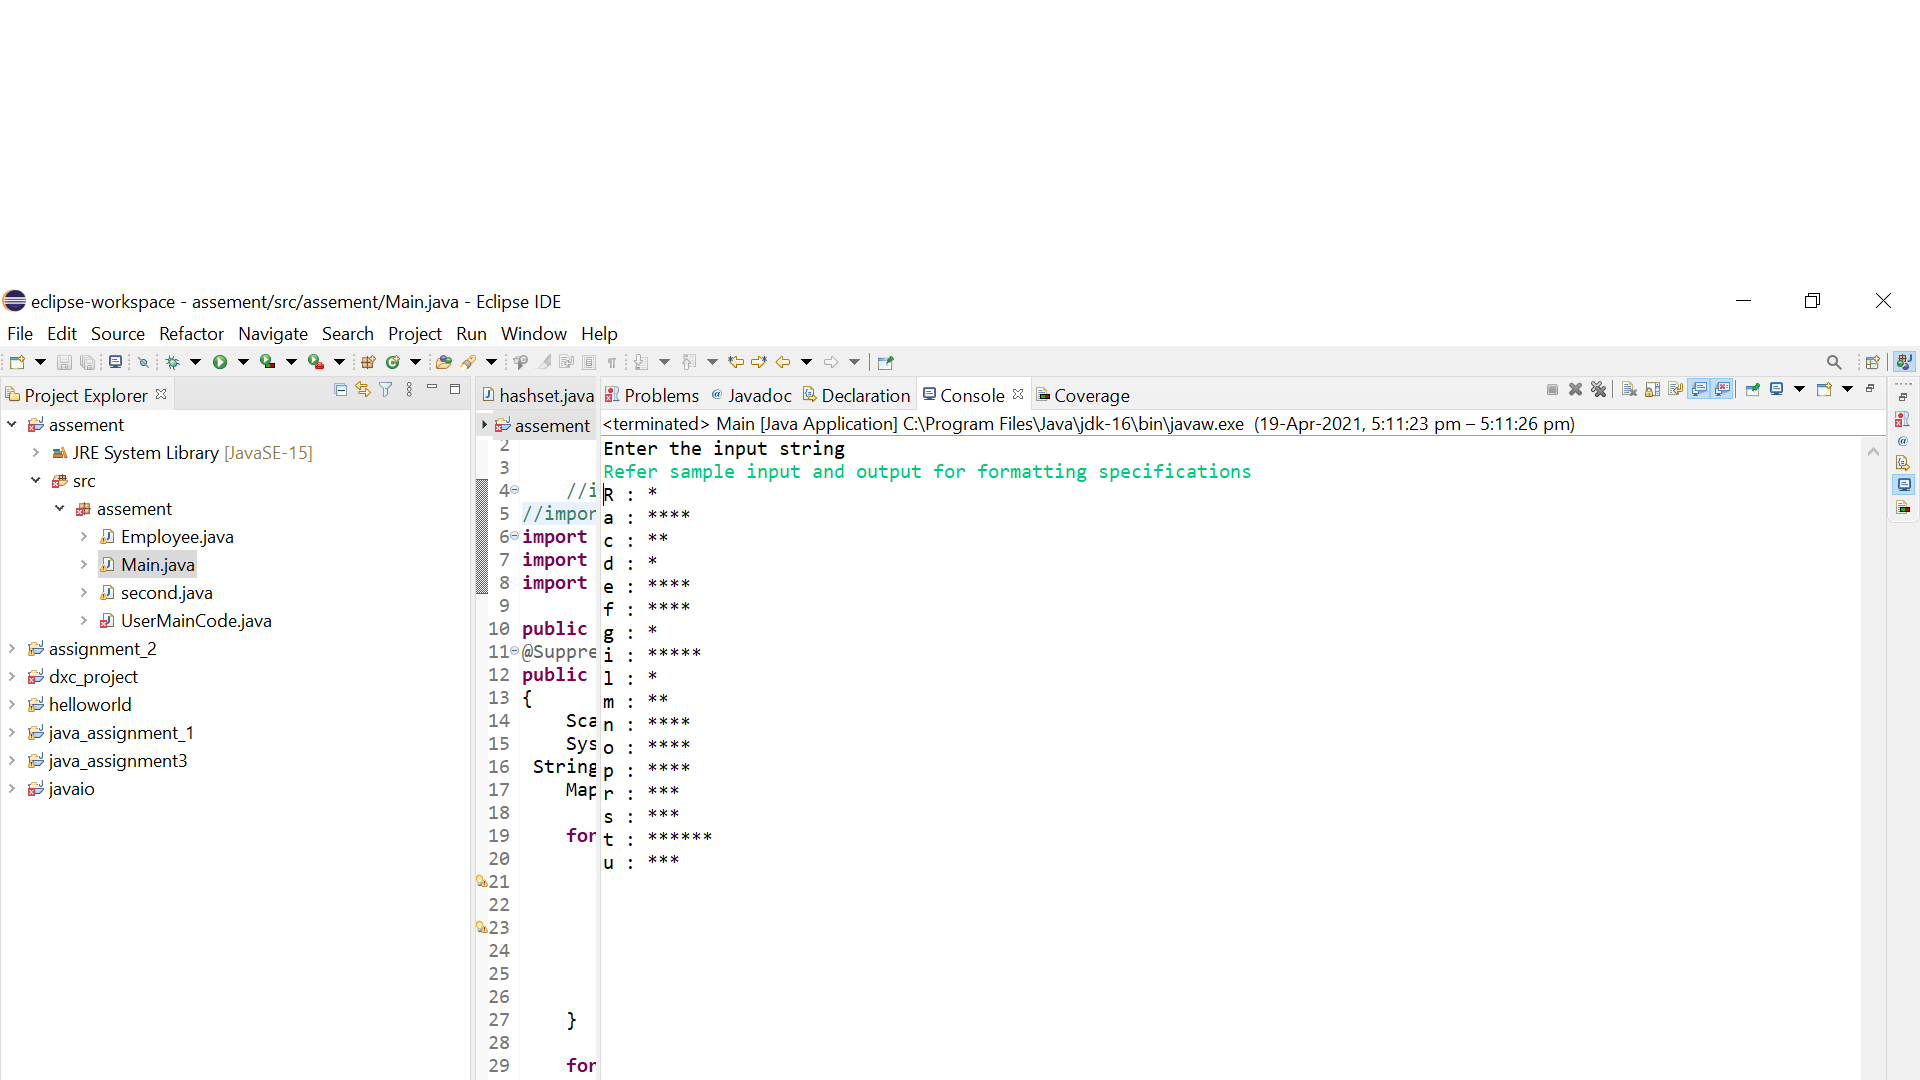 eclipse-workspace - assement/src/assement/Main.java - Eclipse IDE
File Edit Source Refactor Navigate Search Project Run Window Help
Project Explorer
assement
JRE System Library [JavaSE-15]
src
assement
Employee.java
Main.java
second.java
UserMainCode.java
assignment_2
dxc_project
helloworld
java_assignment_1
java_assignment3
javaio
hashset.java
assement
2
3
4 //i
5 //impor
6 import
7 import
8 import
9
10 public
11 @Suppre
12 public
13 {
14 Sca
15 Sys
16 String
17 Map
18
19 for
20
21
22
23
24
25
26
27 }
28
29 for
Problems @ Javadoc Declaration Console Coverage
<terminated> Main [Java Application] C:\Program Files\Java\jdk-16\bin\javaw.exe (19-Apr-2021, 5:11:23 pm – 5:11:26 pm)
Enter the input string
Refer sample input and output for formatting specifications
R : *
a : ****
c : **
d : *
e : ****
f : ****
g : *
i : *****
l : *
m : **
n : ****
o : ****
p : ****
r : ***
s : ***
t : ******
u : ***